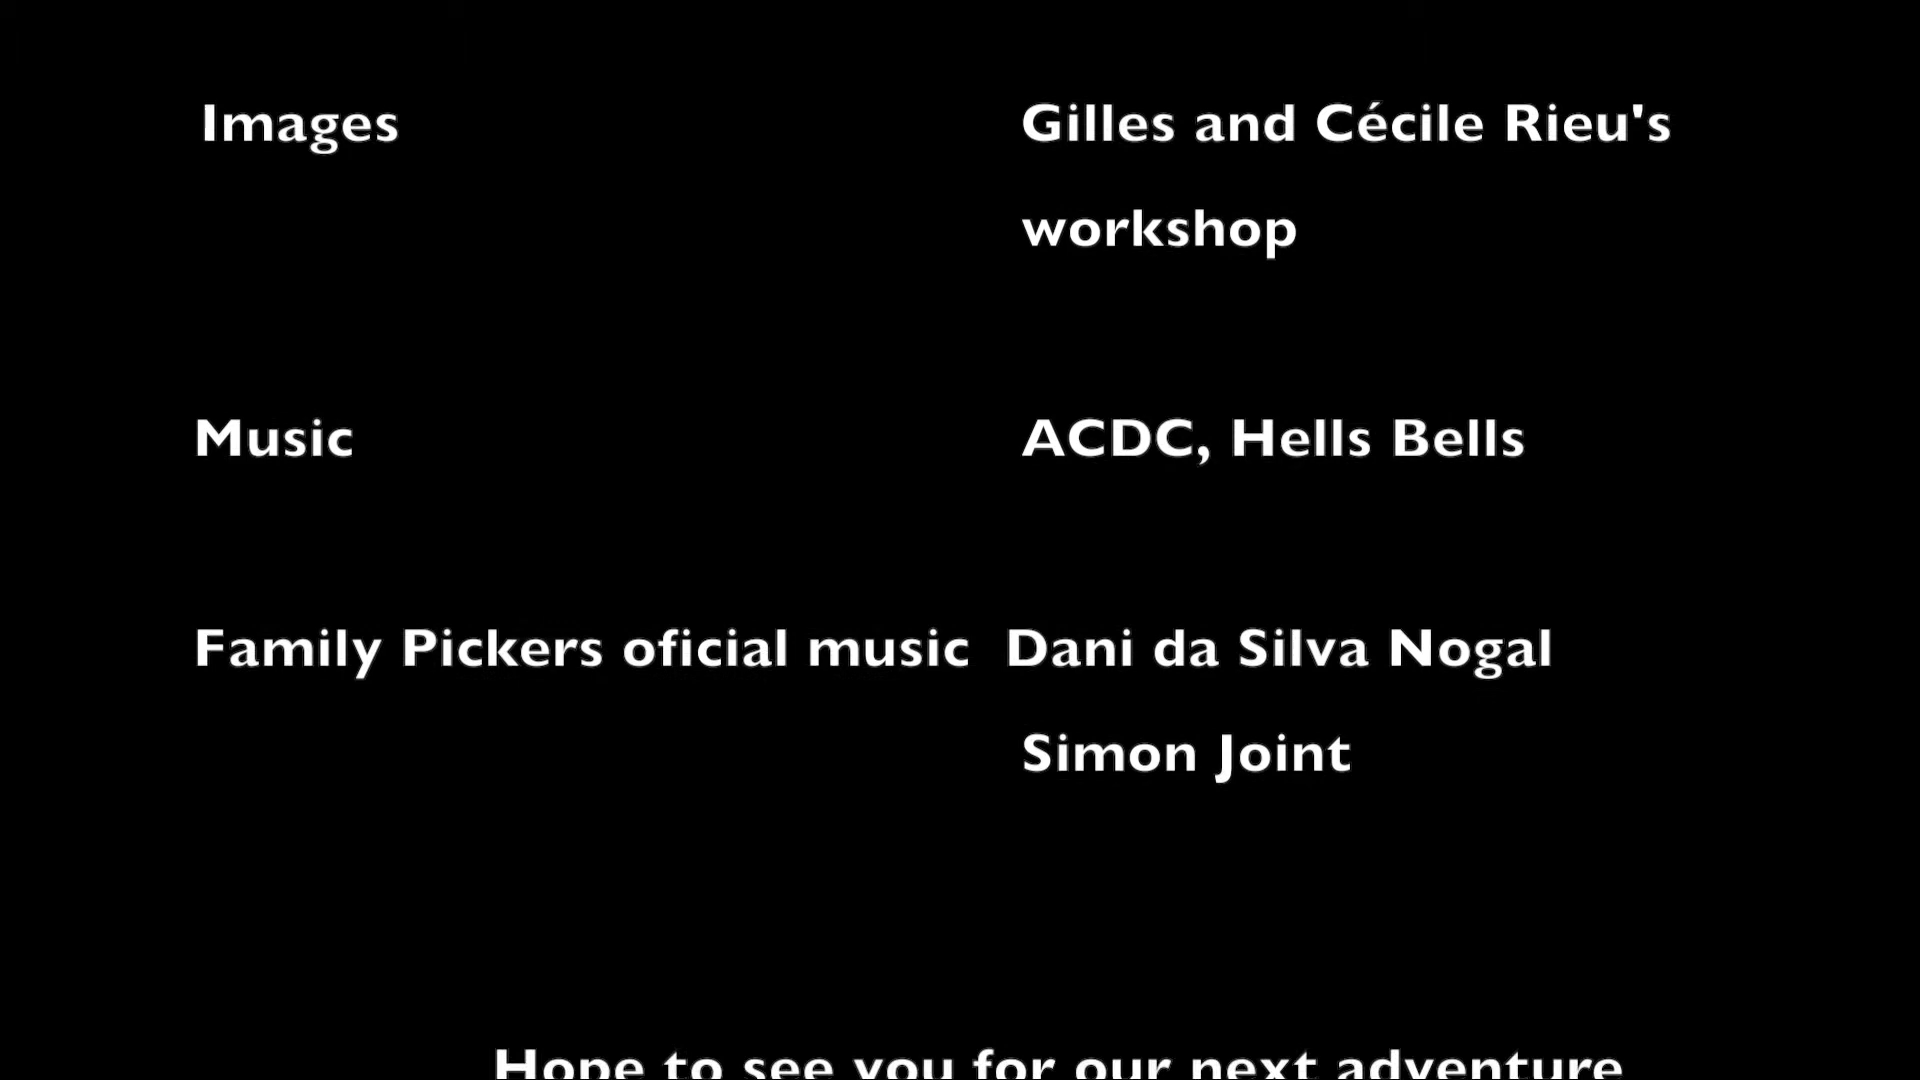 Images Gilles and Cécile Rieu's
workshop
Music ACDC, Hells Bells
Family Pickers oficial music Dani da Silva Nogal
Simon Joint
Hope to see you for our next adventure